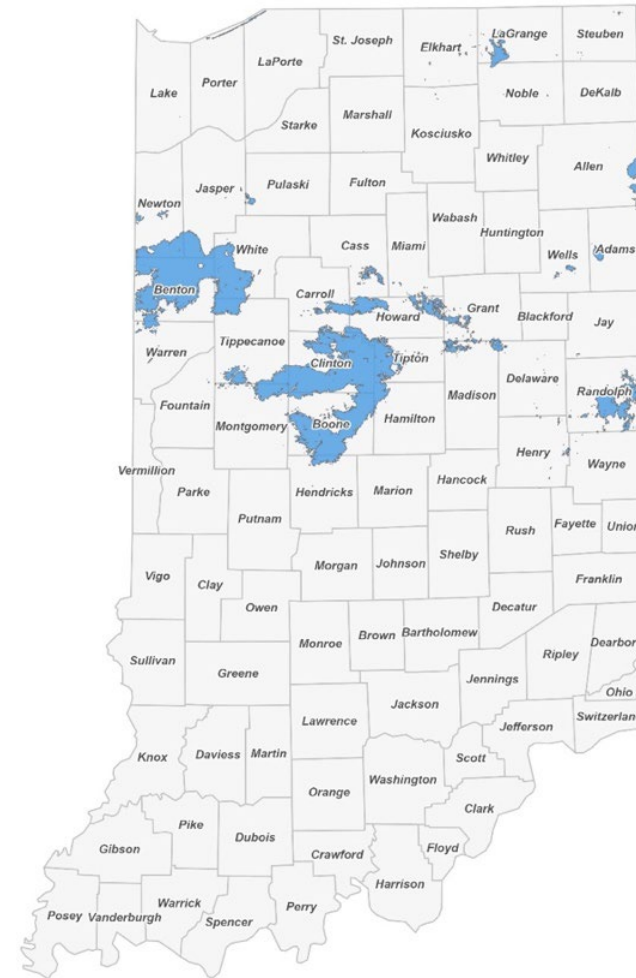 St. Joseph
Elkhart
LaGrange
Steuben
LaPorte
Lake
Porter
Noble
DeKalb
Marshall
Starke
Kosciusko
Whitley
Allen
Jasper
Pulaski
Fulton
Newton
Wabash
Huntington
White
Cass
Miami
Wells
Adams
Benton
Carroll
Howard
Grant
Blackford
Jay
Tippecanoe
Warren
Clinton
Tipton
Delaware
Randolph
Madison
Fountain
Montgomery
Boone
Hamilton
Henry
Wayne
Vermillion
Hancock
Parke
Hendricks
Marion
Putnam
Rush
Fayette
Union
Shelby
Morgan
Johnson
Vigo
Clay
Franklin
Owen
Decatur
Brown
Bartholomew
Monroe
Dearbor
Ripley
Sullivan
Greene
Jennings
Ohio
Jackson
Switzerlan
Lawrence
Jefferson
Knox
Daviess
Martin
Scott
Washington
Orange
Clark
Pike
Dubois
Gibson
Floyd
Crawford
Harrison
Posey
Vanderburgh
Warrick
Spencer
Perry